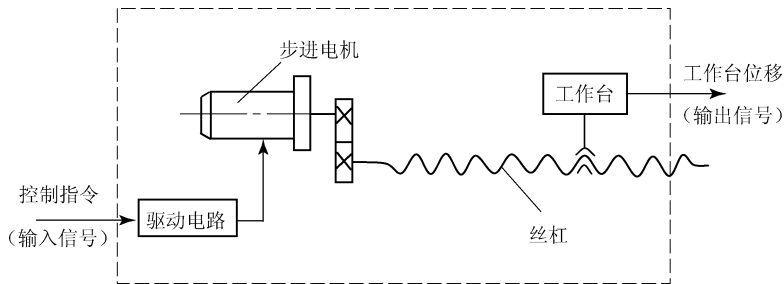 步进电机
工作台
工作台位移
(输出信号)
控制指令
(输入信号)
驱动电路
丝杠